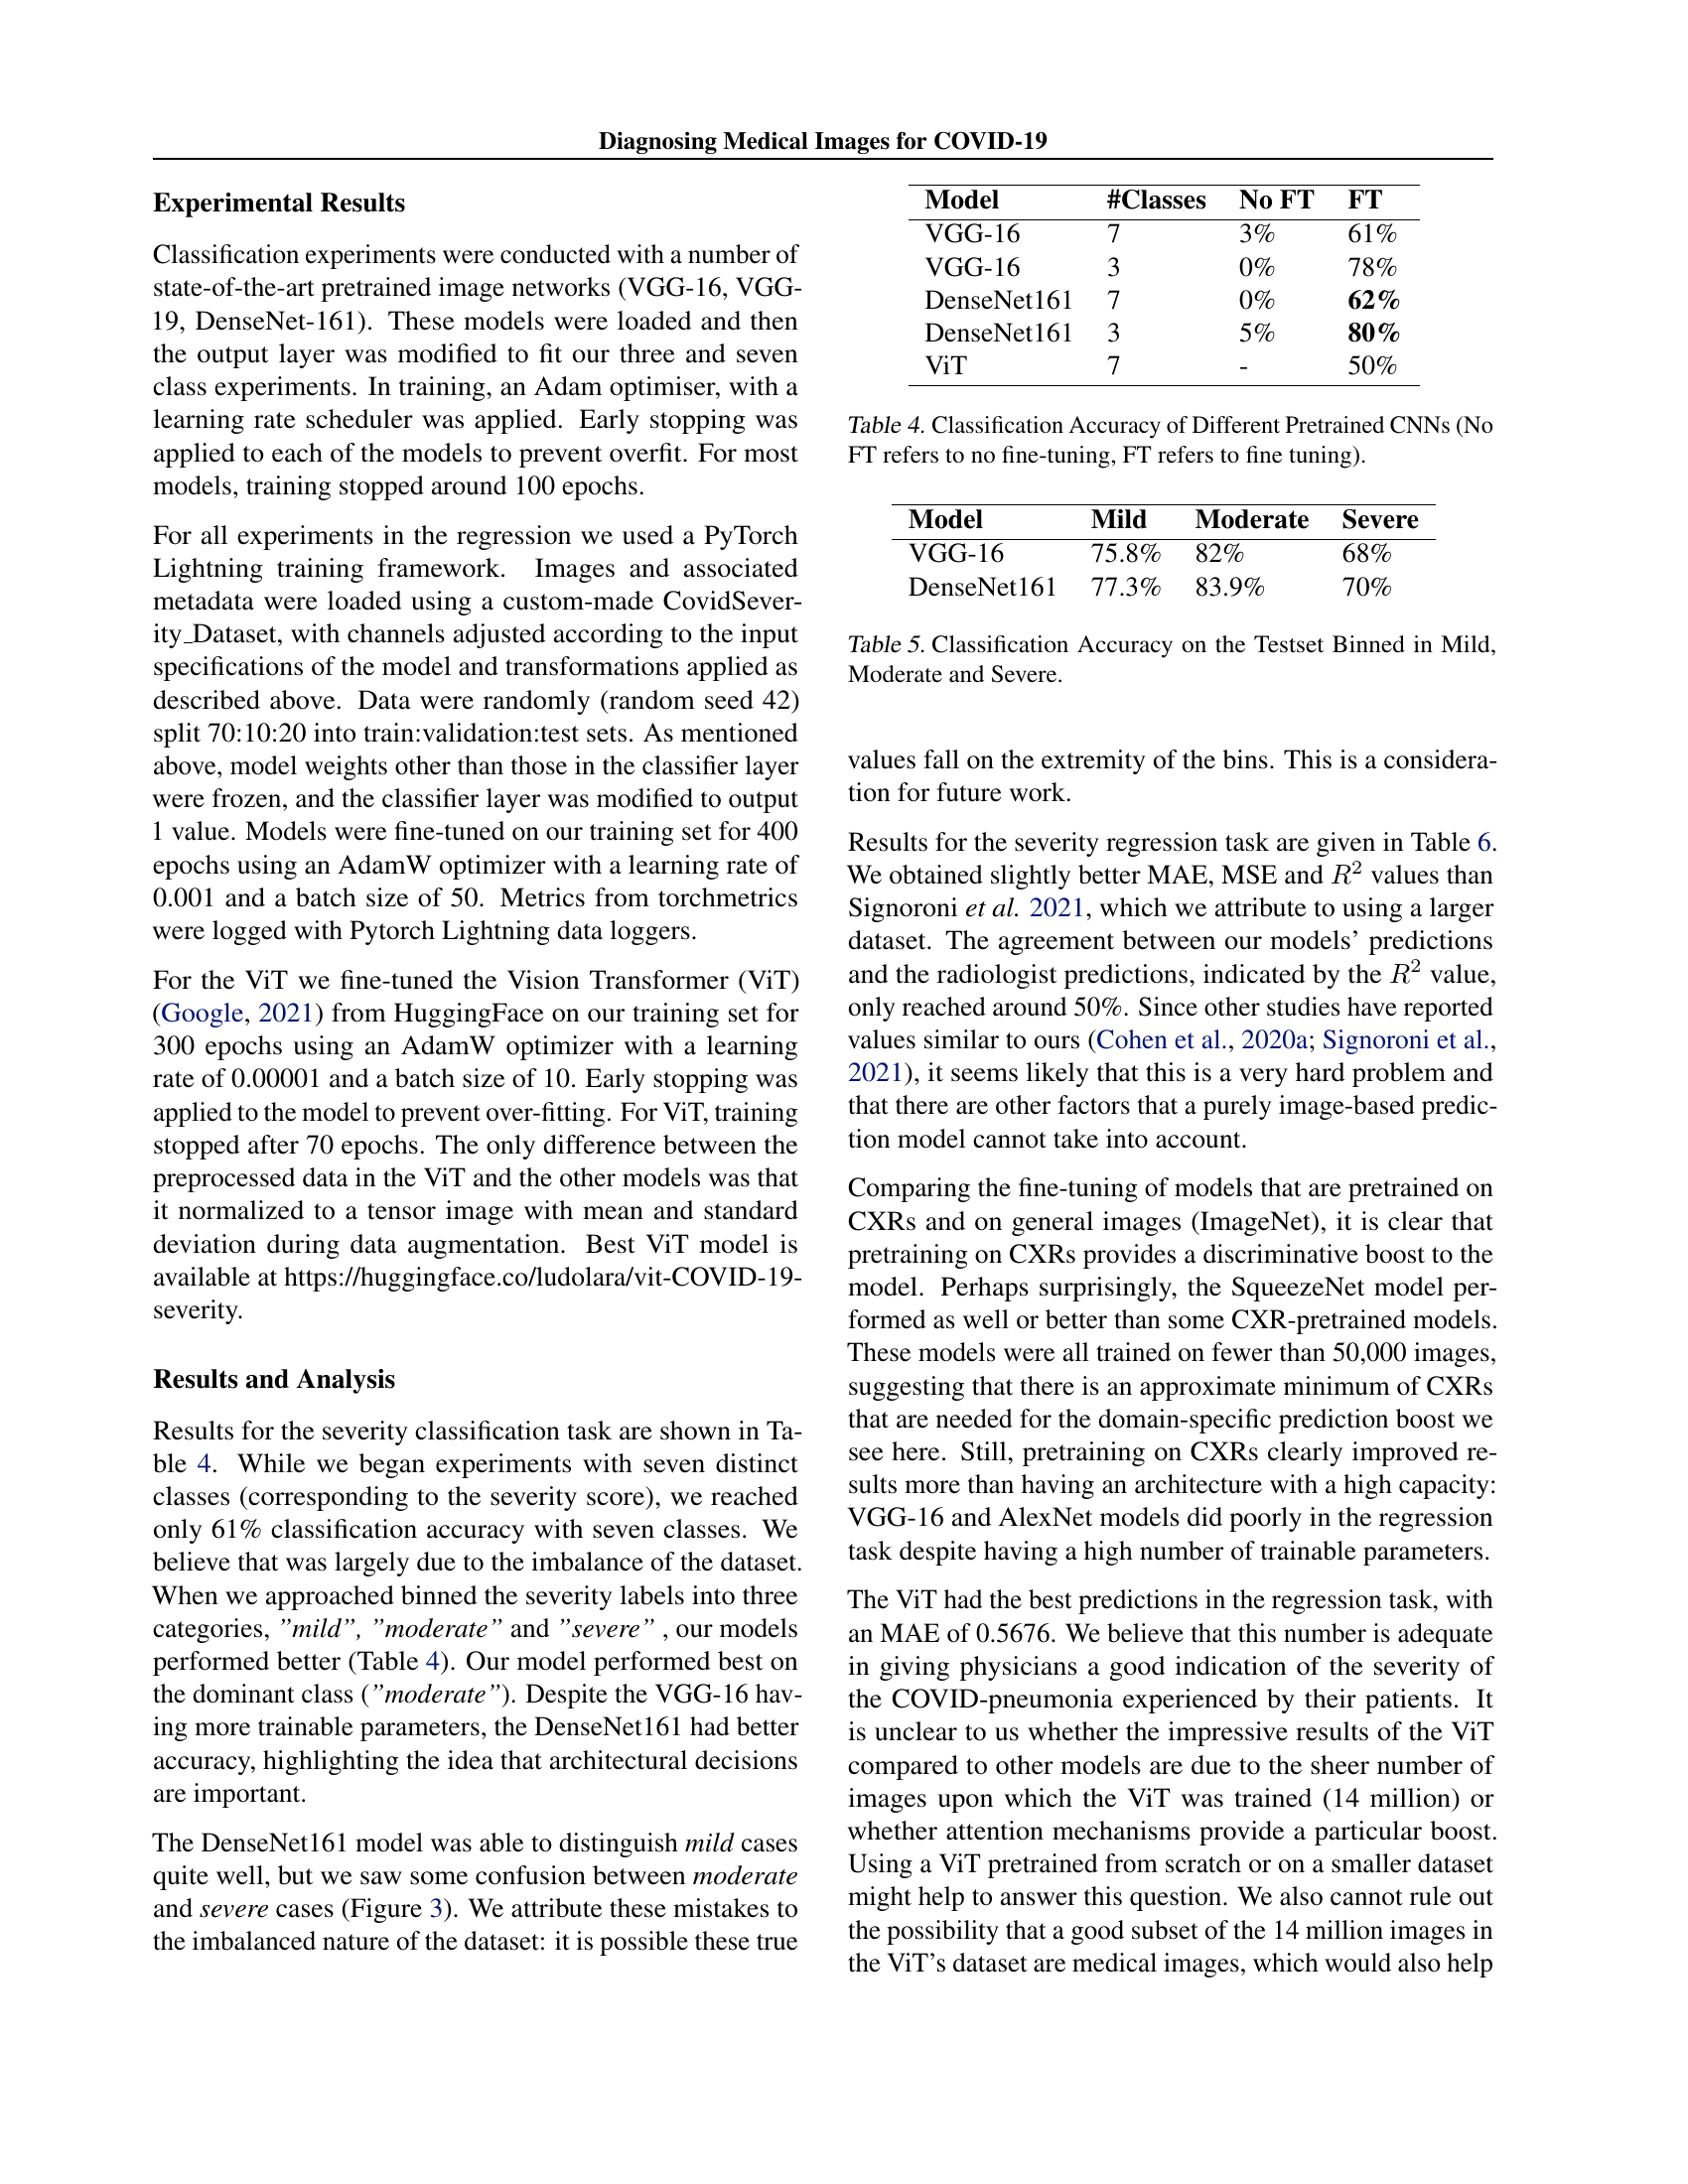 Diagnosing Medical Images for COVID-19
Experimental Results
Classification experiments were conducted with a number of
state-of-the-art pretrained image networks (VGG-16, VGG-
19, DenseNet-161). These models were loaded and then
the output layer was modified to fit our three and seven
class experiments. In training, an Adam optimiser, with a
learning rate scheduler was applied. Early stopping was
applied to each of the models to prevent overfit. For most
models, training stopped around 100 epochs.
For all experiments in the regression we used a PyTorch
Lightning training framework. Images and associated
metadata were loaded using a custom-made CovidSever-
ity_Dataset, with channels adjusted according to the input
specifications of the model and transformations applied as
described above. Data were randomly (random seed 42)
split 70:10:20 into train:validation:test sets. As mentioned
above, model weights other than those in the classifier layer
were frozen, and the classifier layer was modified to output
1 value. Models were fine-tuned on our training set for 400
epochs using an AdamW optimizer with a learning rate of
0.001 and a batch size of 50. Metrics from torchmetrics
were logged with Pytorch Lightning data loggers.
For the ViT we fine-tuned the Vision Transformer (ViT)
(Google, 2021) from HuggingFace on our training set for
300 epochs using an AdamW optimizer with a learning
rate of 0.00001 and a batch size of 10. Early stopping was
applied to the model to prevent over-fitting. For ViT, training
stopped after 70 epochs. The only difference between the
preprocessed data in the ViT and the other models was that
it normalized to a tensor image with mean and standard
deviation during data augmentation. Best ViT model is
available at https://huggingface.co/ludolara/vit-COVID-19-
severity.
Results and Analysis
Results for the severity classification task are shown in Ta-
ble 4. While we began experiments with seven distinct
classes (corresponding to the severity score), we reached
only 61% classification accuracy with seven classes. We
believe that was largely due to the imbalance of the dataset.
When we approached binned the severity labels into three
categories, ”mild”, ”moderate” and ”severe” , our models
performed better (Table 4). Our model performed best on
the dominant class (”moderate”). Despite the VGG-16 hav-
ing more trainable parameters, the DenseNet161 had better
accuracy, highlighting the idea that architectural decisions
are important.
The DenseNet161 model was able to distinguish mild cases
quite well, but we saw some confusion between moderate
and severe cases (Figure 3). We attribute these mistakes to
the imbalanced nature of the dataset: it is possible these true
Model #Classes No FT FT
VGG-16 7 3% 61%
VGG-16 3 0% 78%
DenseNet161 7 0% 62%
DenseNet161 3 5% 80%
ViT 7 - 50%
Table 4. Classification Accuracy of Different Pretrained CNNs (No
FT refers to no fine-tuning, FT refers to fine tuning).
Model Mild Moderate Severe
VGG-16 75.8% 82% 68%
DenseNet161 77.3% 83.9% 70%
Table 5. Classification Accuracy on the Testset Binned in Mild,
Moderate and Severe.
values fall on the extremity of the bins. This is a considera-
tion for future work.
Results for the severity regression task are given in Table 6.
We obtained slightly better MAE, MSE and R² values than
Signoroni et al. 2021, which we attribute to using a larger
dataset. The agreement between our models’ predictions
and the radiologist predictions, indicated by the R² value,
only reached around 50%. Since other studies have reported
values similar to ours (Cohen et al., 2020a; Signoroni et al.,
2021), it seems likely that this is a very hard problem and
that there are other factors that a purely image-based predic-
tion model cannot take into account.
Comparing the fine-tuning of models that are pretrained on
CXRs and on general images (ImageNet), it is clear that
pretraining on CXRs provides a discriminative boost to the
model. Perhaps surprisingly, the SqueezeNet model per-
formed as well or better than some CXR-pretrained models.
These models were all trained on fewer than 50,000 images,
suggesting that there is an approximate minimum of CXRs
that are needed for the domain-specific prediction boost we
see here. Still, pretraining on CXRs clearly improved re-
sults more than having an architecture with a high capacity:
VGG-16 and AlexNet models did poorly in the regression
task despite having a high number of trainable parameters.
The ViT had the best predictions in the regression task, with
an MAE of 0.5676. We believe that this number is adequate
in giving physicians a good indication of the severity of
the COVID-pneumonia experienced by their patients. It
is unclear to us whether the impressive results of the ViT
compared to other models are due to the sheer number of
images upon which the ViT was trained (14 million) or
whether attention mechanisms provide a particular boost.
Using a ViT pretrained from scratch or on a smaller dataset
might help to answer this question. We also cannot rule out
the possibility that a good subset of the 14 million images in
the ViT’s dataset are medical images, which would also help